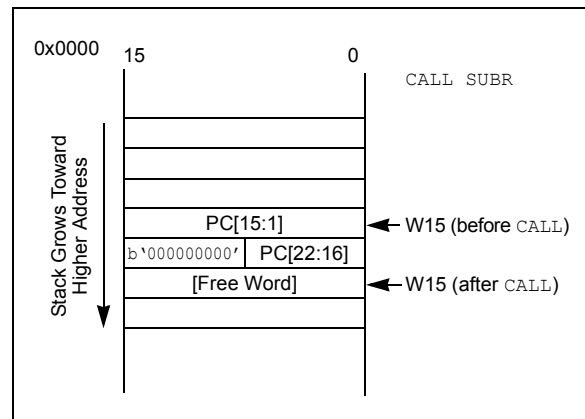 0x0000
15 0
CALL SUBR
Stack Grows Toward
Higher Address
PC[15:1]
W15 (before CALL)
b‘000000000’ PC[22:16]
[Free Word]
W15 (after CALL)